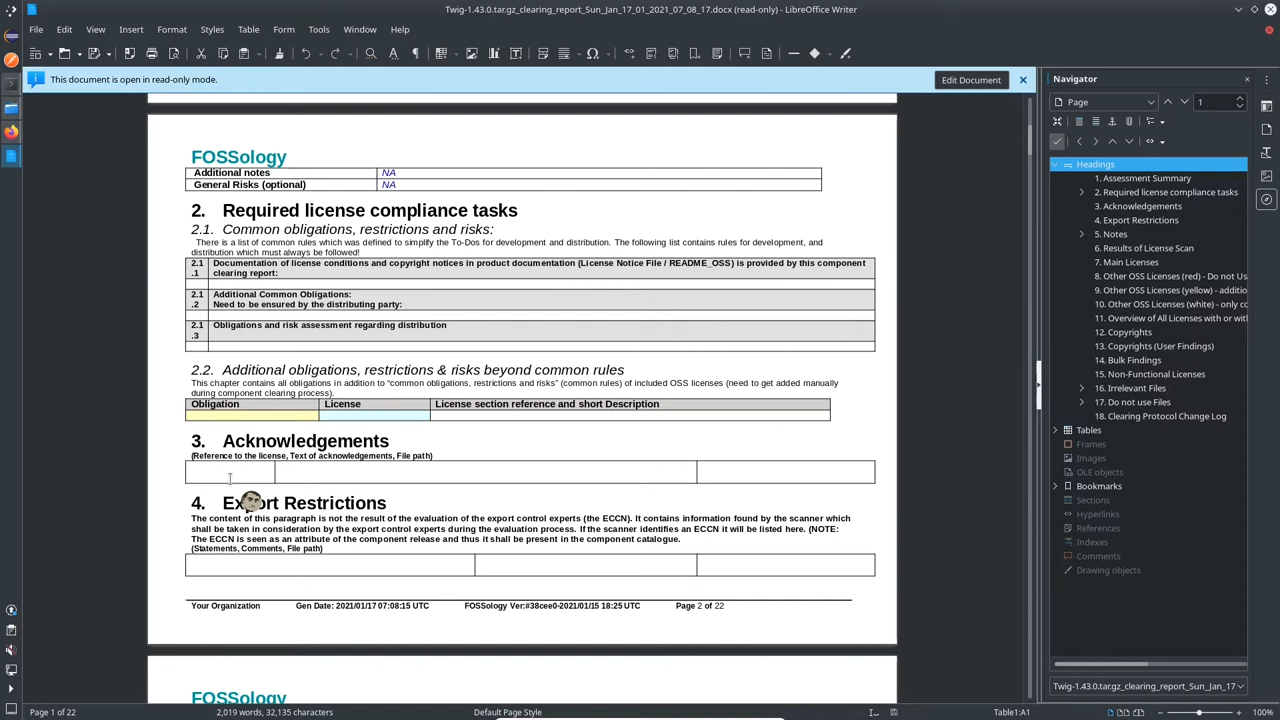 Twig-1.43.0.tar.gz_clearing_report_Sun_Jan_17_01_2021_07_08_17.docx (read-only) - LibreOffice Writer
File Edit View Insert Format Styles Table Form Tools Window Help
This document is open in read-only mode.
Edit Document
FOSSology
Additional notes NA
General Risks (optional) NA
2. Required license compliance tasks
2.1. Common obligations, restrictions and risks:
There is a list of common rules which was defined to simplify the To-Dos for development and distribution. The following list contains rules for development, and
distribution which must always be followed!
2.1 Documentation of license conditions and copyright notices in product documentation (License Notice File / README_OSS) is provided by this component
.1 clearing report:
2.1 Additional Common Obligations:
.2 Need to be ensured by the distributing party:
2.1 Obligations and risk assessment regarding distribution
.3
2.2. Additional obligations, restrictions & risks beyond common rules
This chapter contains all obligations in addition to “common obligations, restrictions and risks” (common rules) of included OSS licenses (need to get added manually
during component clearing process).
Obligation License License section reference and short Description
3. Acknowledgements
(Reference to the license, Text of acknowledgements, File path)
4. Export Restrictions
The content of this paragraph is not the result of the evaluation of the export control experts (the ECCN). It contains information found by the scanner which
shall be taken in consideration by the export control experts during the evaluation process. If the scanner identifies an ECCN it will be listed here. (NOTE:
The ECCN is seen as an attribute of the component release and thus it shall be present in the component catalogue.
(Statements, Comments, File path)
Your Organization Gen Date: 2021/01/17 07:08:15 UTC FOSSology Ver:#38cee0-2021/01/15 18:25 UTC Page 2 of 22
FOSSology
Navigator
Page 1
Headings
1. Assessment Summary
2. Required license compliance tasks
3. Acknowledgements
4. Export Restrictions
5. Notes
6. Results of License Scan
7. Main Licenses
8. Other OSS Licenses (red) - Do not Us
9. Other OSS Licenses (yellow) - additio
10. Other OSS Licenses (white) - only co
11. Overview of All Licenses with or with
12. Copyrights
13. Copyrights (User Findings)
14. Bulk Findings
15. Non-Functional Licenses
16. Irrelevant Files
17. Do not use Files
18. Clearing Protocol Change Log
Tables
Frames
Images
OLE objects
Bookmarks
Sections
Hyperlinks
References
Indexes
Comments
Drawing objects
Twig-1.43.0.tar.gz_clearing_report_Sun_Jan_17
Page 1 of 22 2,019 words, 32,135 characters Default Page Style Table1:A1 100%